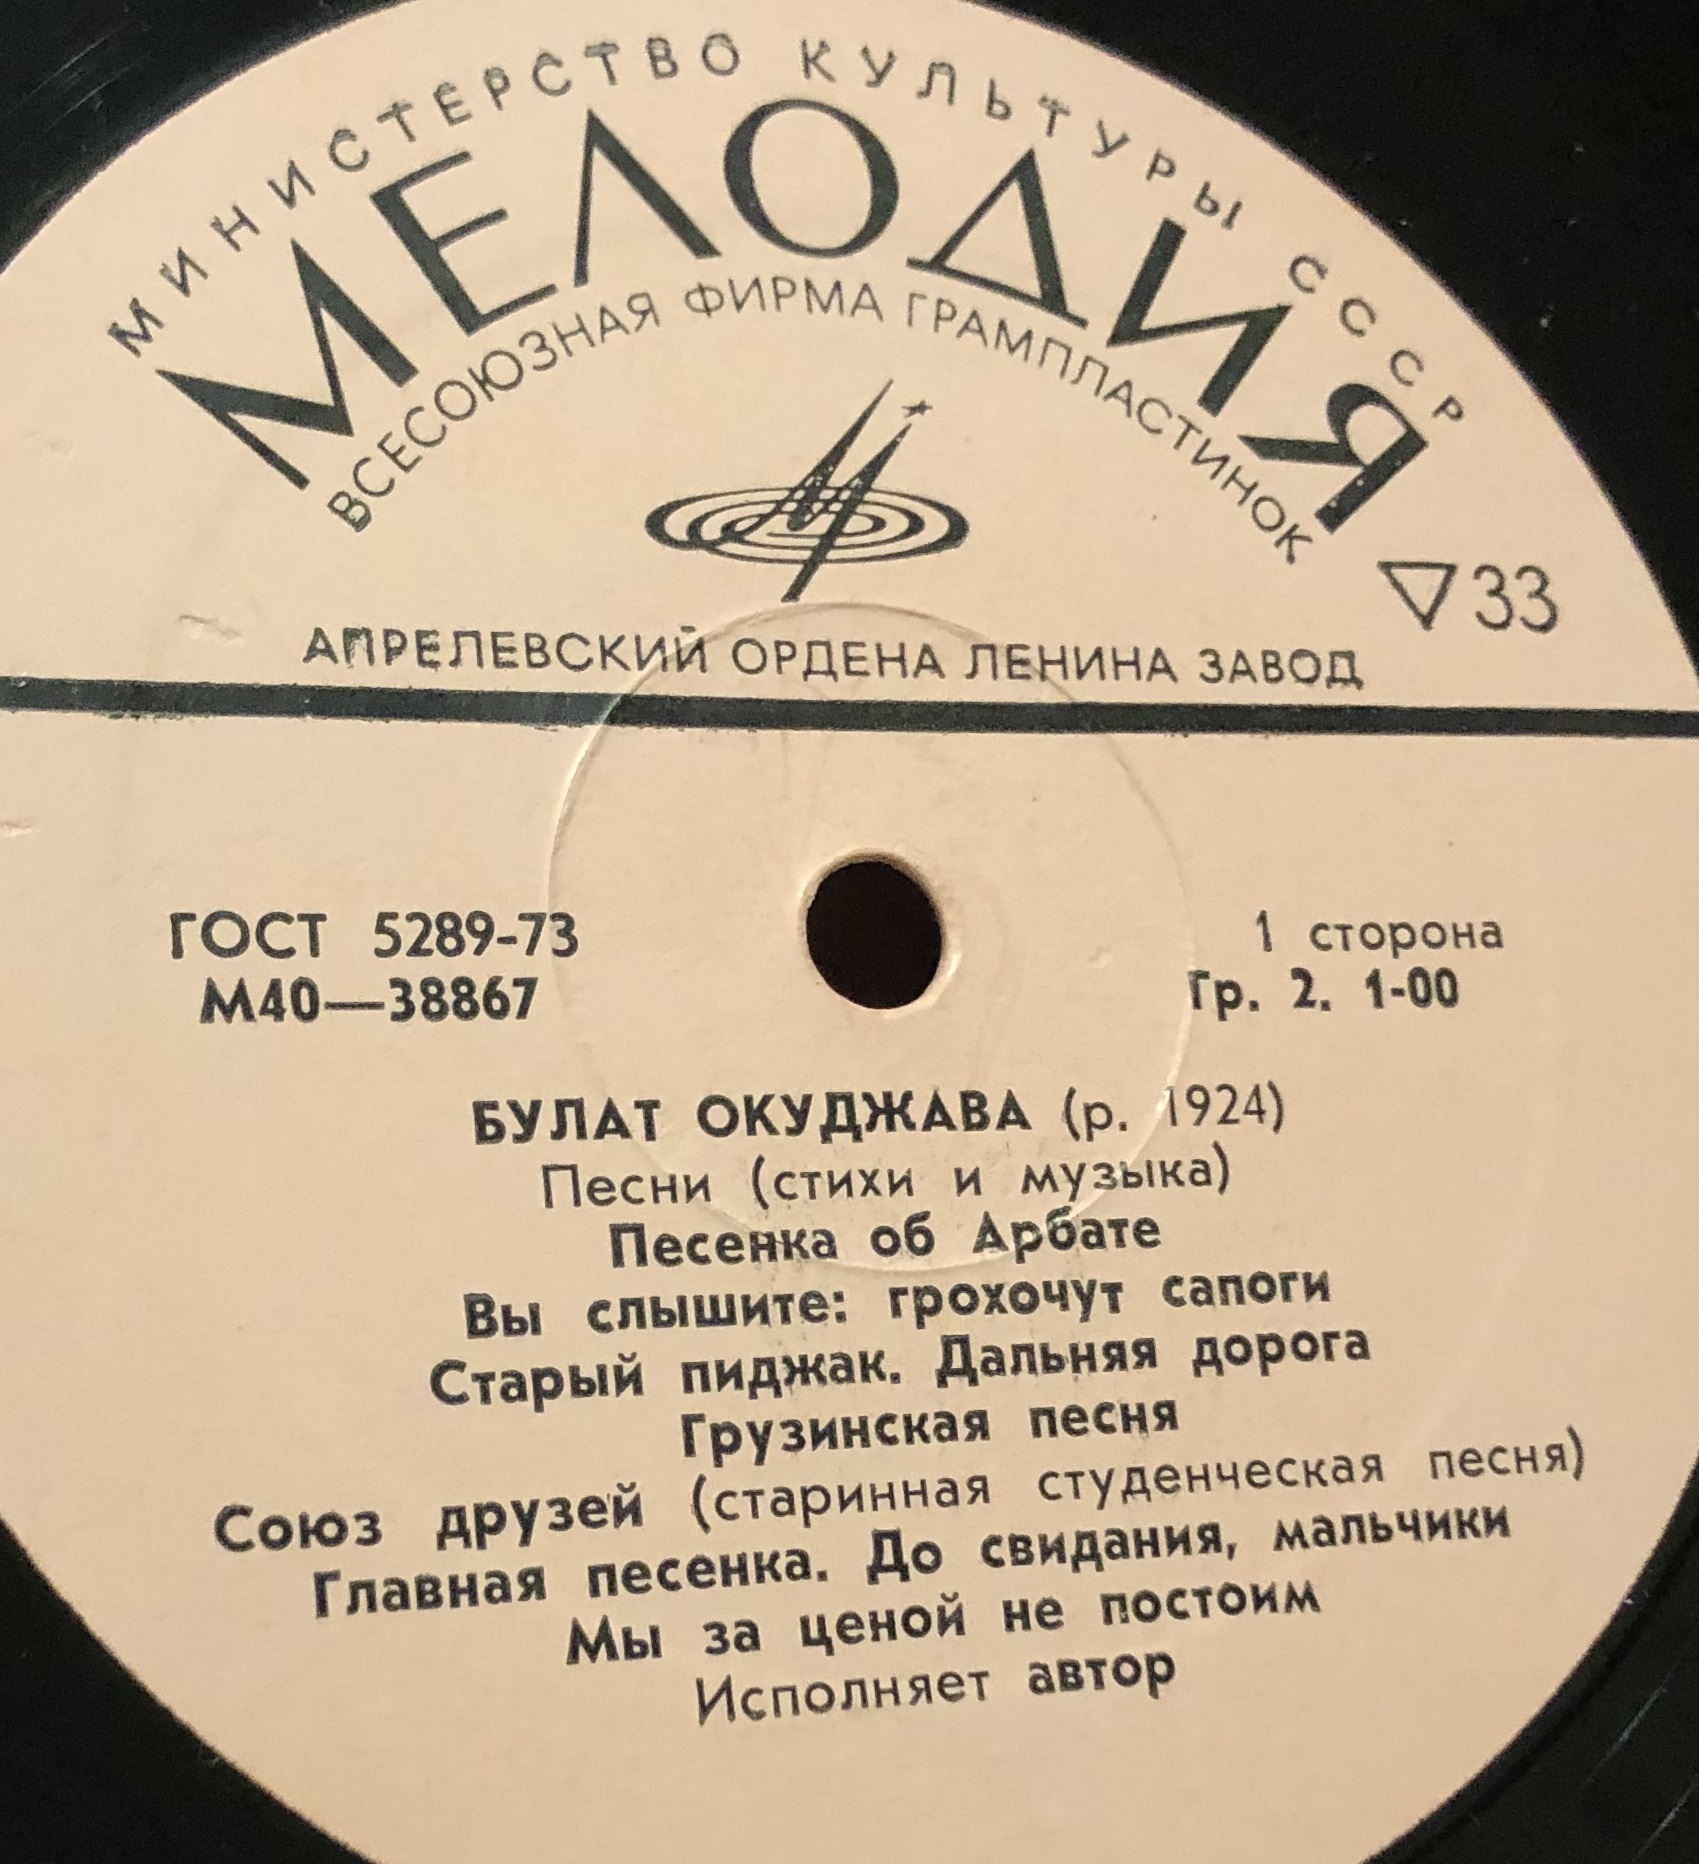 МИНИСТЕРСТВО КУЛЬТУРЫ СССР
МЕЛОДИЯ
ВСЕСОЮЗНАЯ ФИРМА ГРАМПЛАСТИНОК
▽33
АПРЕЛЕВСКИЙ ОРДЕНА ЛЕНИНА ЗАВОД
ГОСТ 5289-73
1 сторона
М40—38867
Гр. 2. 1-00
БУЛАТ ОКУДЖАВА (р. 1924)
Песни (стихи и музыка)
Песенка об Арбате
Вы слышите: грохочут сапоги
Старый пиджак. Дальняя дорога
Грузинская песня
Союз друзей (старинная студенческая песня)
Главная песенка. До свидания, мальчики
Мы за ценой не постоим
Исполняет автор